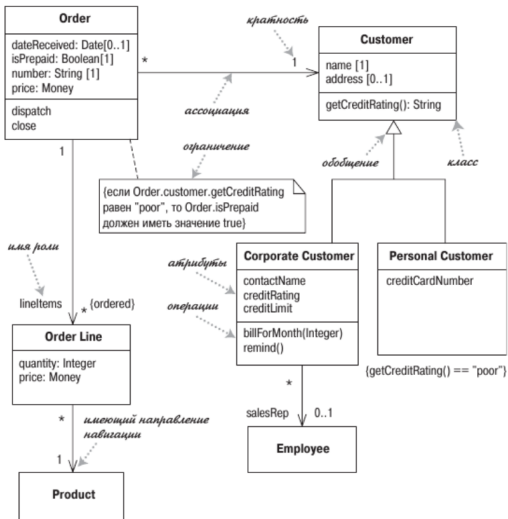 Order
dateReceived: Date[0..1]
isPrepaid: Boolean[1]
number: String [1]
price: Money
dispatch
close
*
1
кратность
ассоциация
Customer
name [1]
address [0..1]
getCreditRating(): String
1
ограничение
обобщение
класс
{если Order.customer.getCreditRating
равен "poor", то Order.isPrepaid
должен иметь значение true}
имя роли
lineItems
*
{ordered}
атрибуты
операции
Corporate Customer
contactName
creditRating
creditLimit
billForMonth(Integer)
remind()
Personal Customer
creditCardNumber
{getCreditRating() == "poor"}
Order Line
quantity: Integer
price: Money
*
имеющий направление
навигации
1
Product
*
salesRep
0..1
Employee